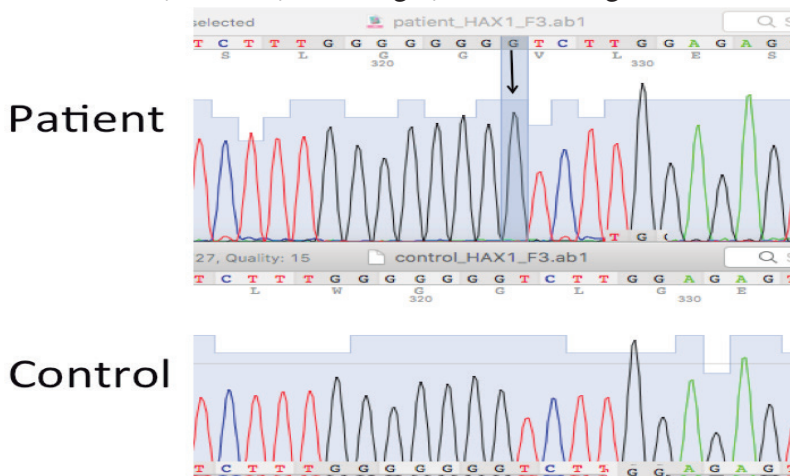 selected patient_HAX1_F3.ab1
T C T T T G G G G G G G G T C T T G G A G A G
S L G G V L E S
320 330
Patient
T G
27, Quality: 15 control_HAX1_F3.ab1
T C T T T G G G G G G G T C T T G G A G A G T
L W G G L G E
320 330
Control
T C T T T G G G G G G G T C T T G G A G A G T